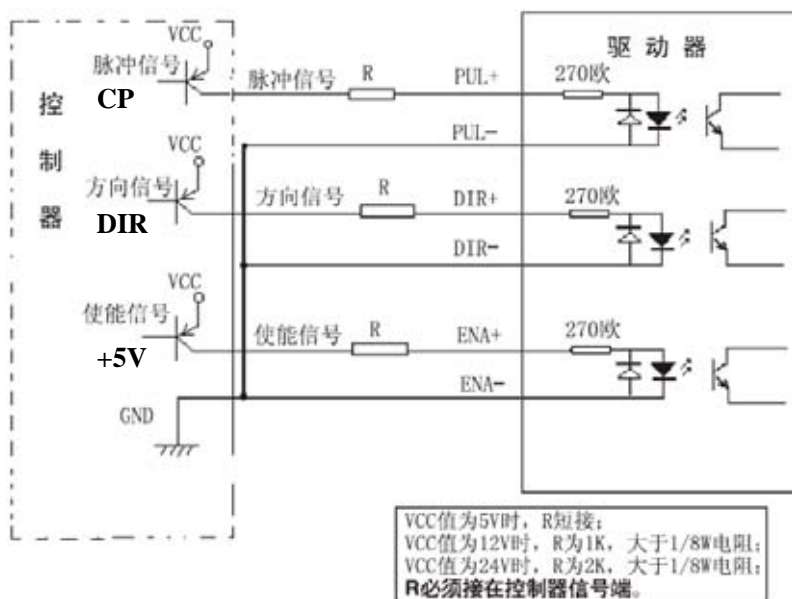 VCC
驱动器
脉冲信号
脉冲信号
R
PUL+
270欧
CP
控制器
PUL-
VCC
方向信号
方向信号
R
DIR+
270欧
DIR
DIR-
VCC
使能信号
使能信号
R
ENA+
270欧
+5V
ENA-
GND
VCC值为5V时，R短接；
VCC值为12V时，R为1K，大于1/8W电阻；
VCC值为24V时，R为2K，大于1/8W电阻；
R必须接在控制器信号端。